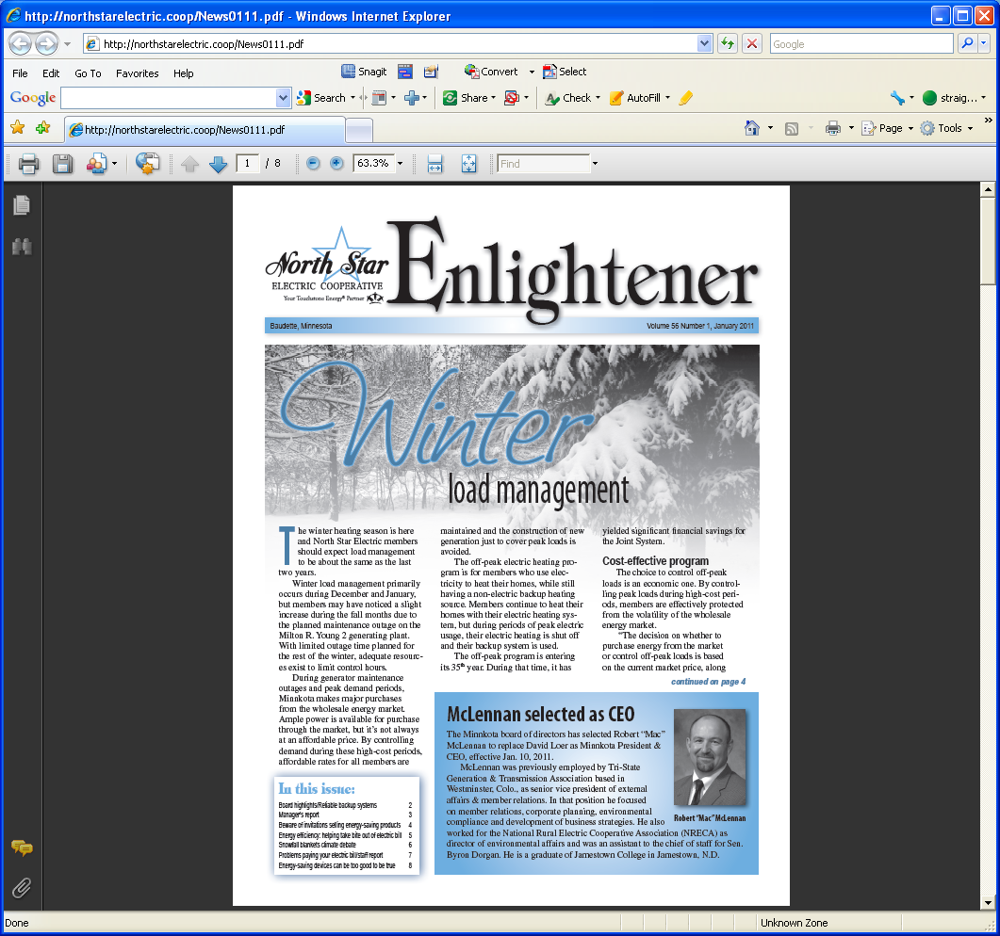 http://northstarelectric.coop/News0111.pdf - Windows Internet Explorer
http://northstarelectric.coop/News0111.pdf
Google
File Edit Go To Favorites Help
Snagit
Convert
Select
Google
Search
Share
Check
AutoFill
straig...
http://northstarelectric.coop/News0111.pdf
Page
Tools
1 / 8
63.3%
Find
North Star
ELECTRIC COOPERATIVE
Your Touchstone Energy® Partner
Enlightener
Baudette, Minnesota
Volume 56 Number 1, January 2011
Winter
load management
The winter heating season is here
and North Star Electric members
should expect load management
to be about the same as the last
two years.
Winter load management primarily
occurs during December and January,
but members may have noticed a slight
increase during the fall months due to
the planned maintenance outage on the
Milton R. Young 2 generating plant.
With limited outage time planned for
the rest of the winter, adequate resourc-
es exist to limit control hours.
During generator maintenance
outages and peak demand periods,
Minnkota makes major purchases
from the wholesale energy market.
Ample power is available for purchase
through the market, but it's not always
at an affordable price. By controlling
demand during these high-cost periods,
affordable rates for all members are
maintained and the construction of new
generation just to cover peak loads is
avoided.
The off-peak electric heating pro-
gram is for members who use elec-
tricity to heat their homes, while still
having a non-electric backup heating
source. Members continue to heat their
homes with their electric heating sys-
tem, but during periods of peak electric
usage, their electric heating is shut off
and their backup system is used.
The off-peak program is entering
its 35th year. During that time, it has
yielded significant financial savings for
the Joint System.
Cost-effective program
The choice to control off-peak
loads is an economic one. By control-
ling peak loads during high-cost peri-
ods, members are effectively protected
from the volatility of the wholesale
energy market.
"The decision on whether to
purchase energy from the market
or control off-peak loads is based
on the current market price, along
continued on page 4
In this issue:
Board highlights/Reliable backup systems 2
Manager's report 3
Beware of invitations selling energy-saving products 4
Energy efficiency: helping take bite out of electric bill 5
Snowfall blankets climate debate 6
Problems paying your electric bill/staff report 7
Energy-saving devices can be too good to be true 8
McLennan selected as CEO
The Minnkota board of directors has selected Robert "Mac"
McLennan to replace David Loer as Minnkota President &
CEO, effective Jan. 10, 2011.
McLennan was previously employed by Tri-State
Generation & Transmission Association based in
Westminster, Colo., as senior vice president of external
affairs & member relations. In that position he focused
on member relations, corporate planning, environmental
compliance and development of business strategies. He also
worked for the National Rural Electric Cooperative Association (NRECA) as
director of environmental affairs and was an assistant to the chief of staff for Sen.
Byron Dorgan. He is a graduate of Jamestown College in Jamestown, N.D.
Robert "Mac" McLennan
Done
Unknown Zone